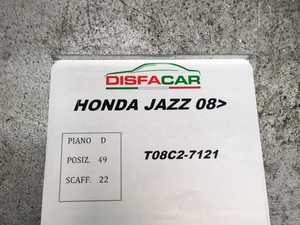 DISFACAR
HONDA JAZZ 08>
PIANO D
POSIZ. 49
SCAFF. 22
T08C2-7121